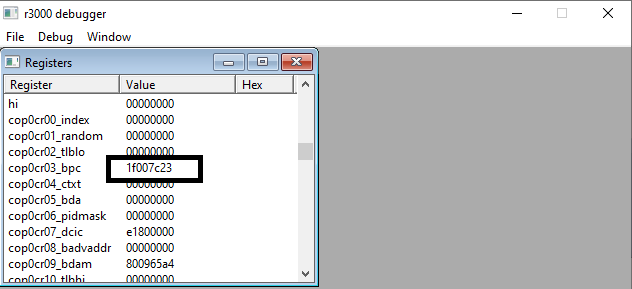 r3000 debugger
File Debug Window
Registers
Register Value Hex
hi 00000000
cop0cr00_index 00000000
cop0cr01_random 00000000
cop0cr02_tlblo 00000000
cop0cr03_bpc 1f007c23
cop0cr04_ctxt 00000000
cop0cr05_bda 00000000
cop0cr06_pidmask 00000000
cop0cr07_dcic e1800000
cop0cr08_badvaddr 00000000
cop0cr09_bdam 800965a4
cop0cr10_tlbhi 00000000